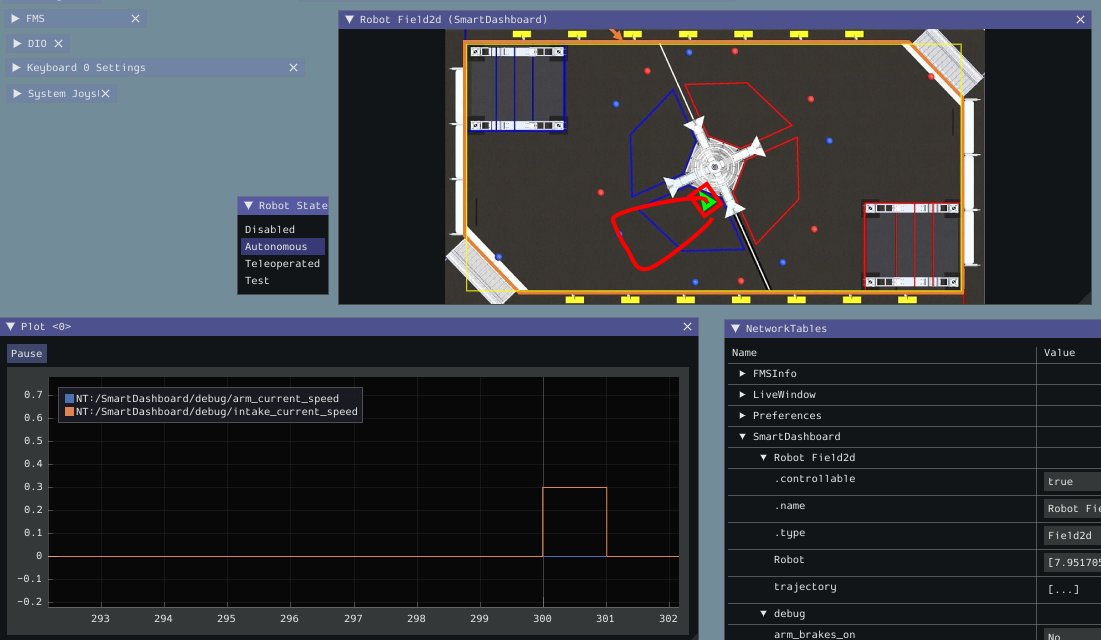 FMS
DIO
Keyboard 0 Settings
System Joys
Robot Field2d (SmartDashboard)
Robot State
Disabled
Autonomous
Teleoperated
Test
Plot <0>
Pause
NT:/SmartDashboard/debug/arm_current_speed
NT:/SmartDashboard/debug/intake_current_speed
0.7
0.6
0.5
0.4
0.3
0.2
0.1
0
-0.1
-0.2
293 294 295 296 297 298 299 300 301 302
NetworkTables
Name Value
FMSInfo
LiveWindow
Preferences
SmartDashboard
Robot Field2d
.controllable true
.name Robot Fie
.type Field2d
Robot [7.951705
trajectory [...]
debug
arm_brakes_on No